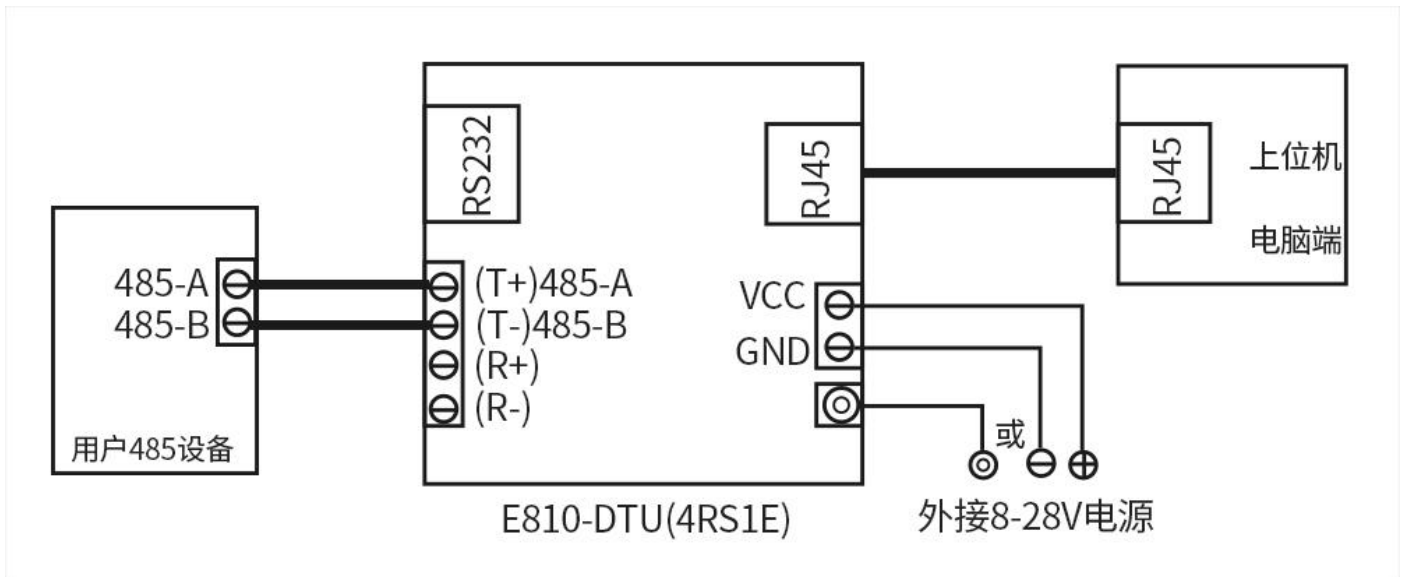 RS232
RJ45
RJ45
上位机
电脑端
485-A
485-B
用户485设备
(T+)485-A
(T-)485-B
(R+)
(R-)
VCC
GND
或
E810-DTU(4RS1E)
外接8-28V电源